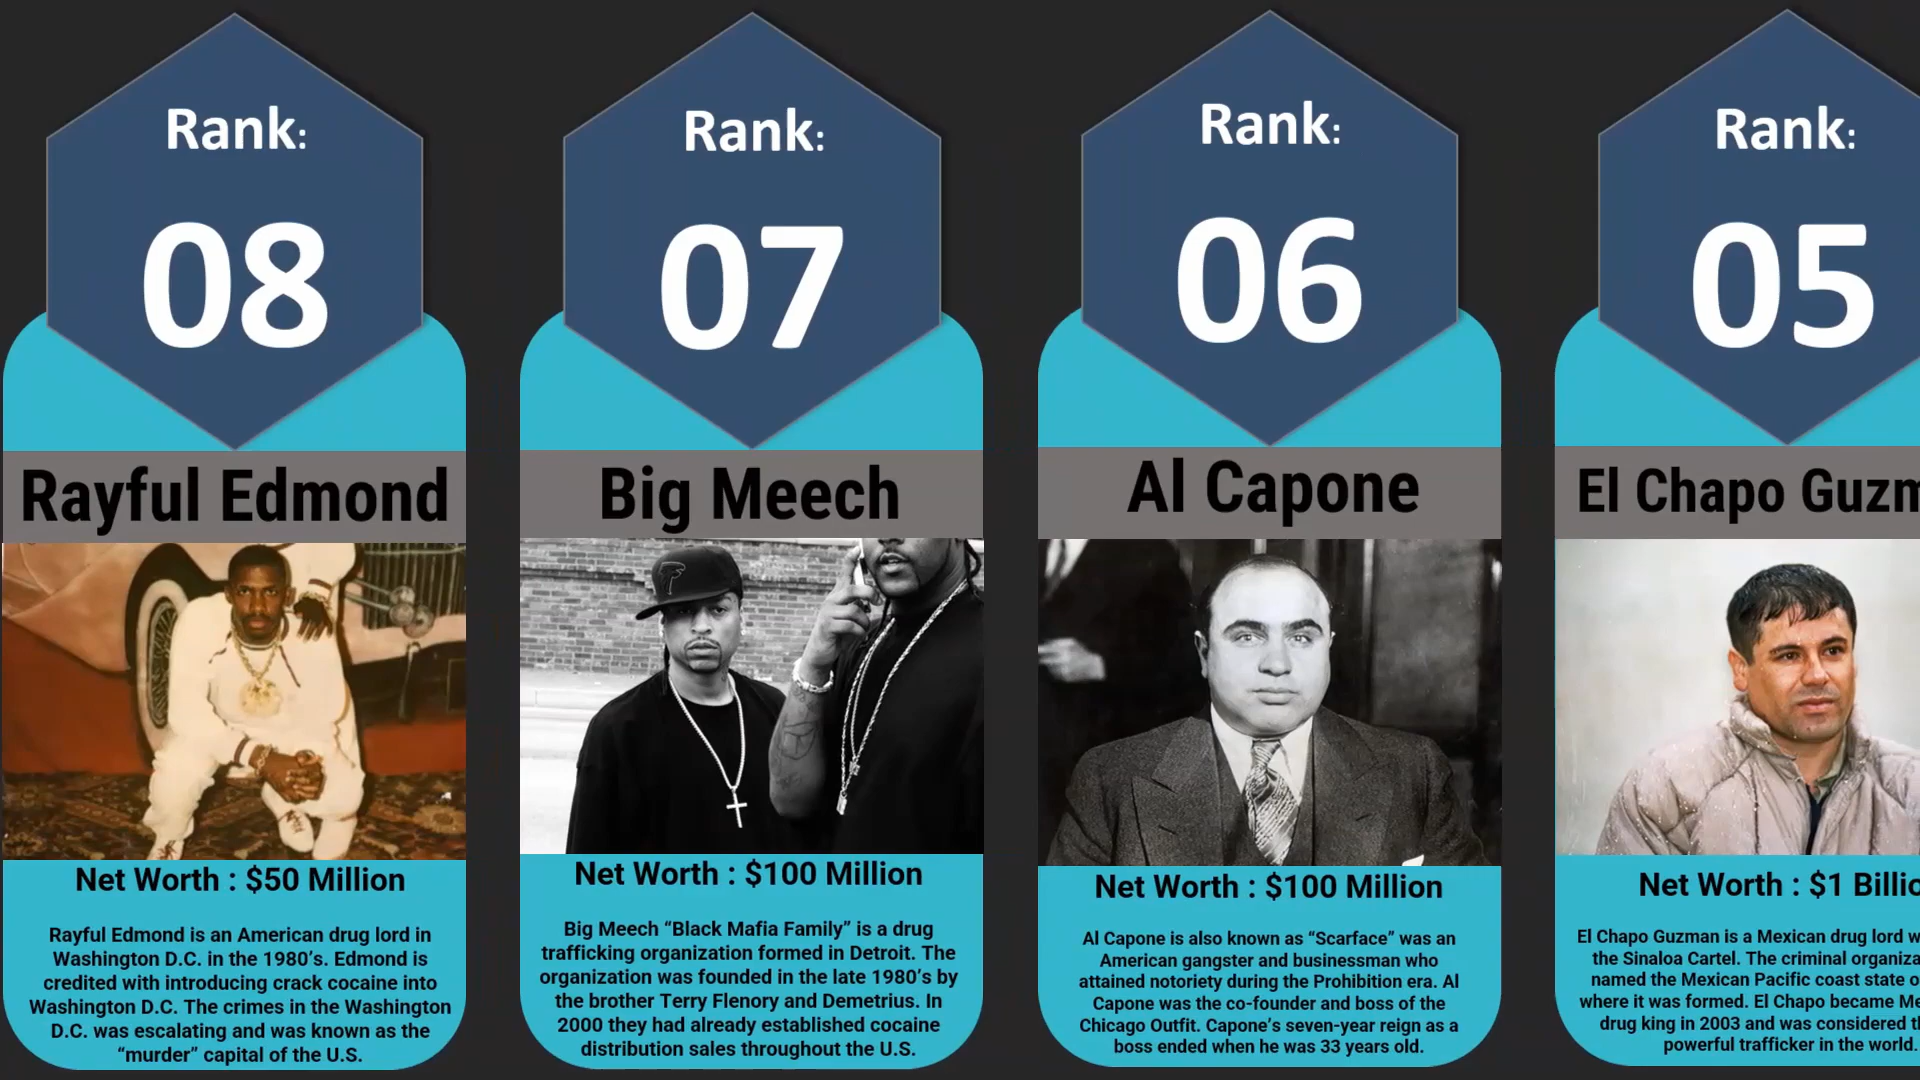 Rank:
08
Rayful Edmond
Net Worth : $50 Million
Rayful Edmond is an American drug lord in
Washington D.C. in the 1980’s. Edmond is
credited with introducing crack cocaine into
Washington D.C. The crimes in the Washington
D.C. was escalating and was known as the
“murder” capital of the U.S.
Rank:
07
Big Meech
Net Worth : $100 Million
Big Meech “Black Mafia Family” is a drug
trafficking organization formed in Detroit. The
organization was founded in the late 1980’s by
the brother Terry Flenory and Demetrius. In
2000 they had already established cocaine
distribution sales throughout the U.S.
Rank:
06
Al Capone
Net Worth : $100 Million
Al Capone is also known as “Scarface” was an
American gangster and businessman who
attained notoriety during the Prohibition era. Al
Capone was the co-founder and boss of the
Chicago Outfit. Capone’s seven-year reign as a
boss ended when he was 33 years old.
Rank:
05
El Chapo
Net Worth : $1
El Chapo Guzman is a Mexican drug lord
the Sinaloa Cartel. The criminal
named the Mexican Pacific coast state
where it was formed. El Chapo became
drug king in 2003 and was considered
powerful trafficker in the world.